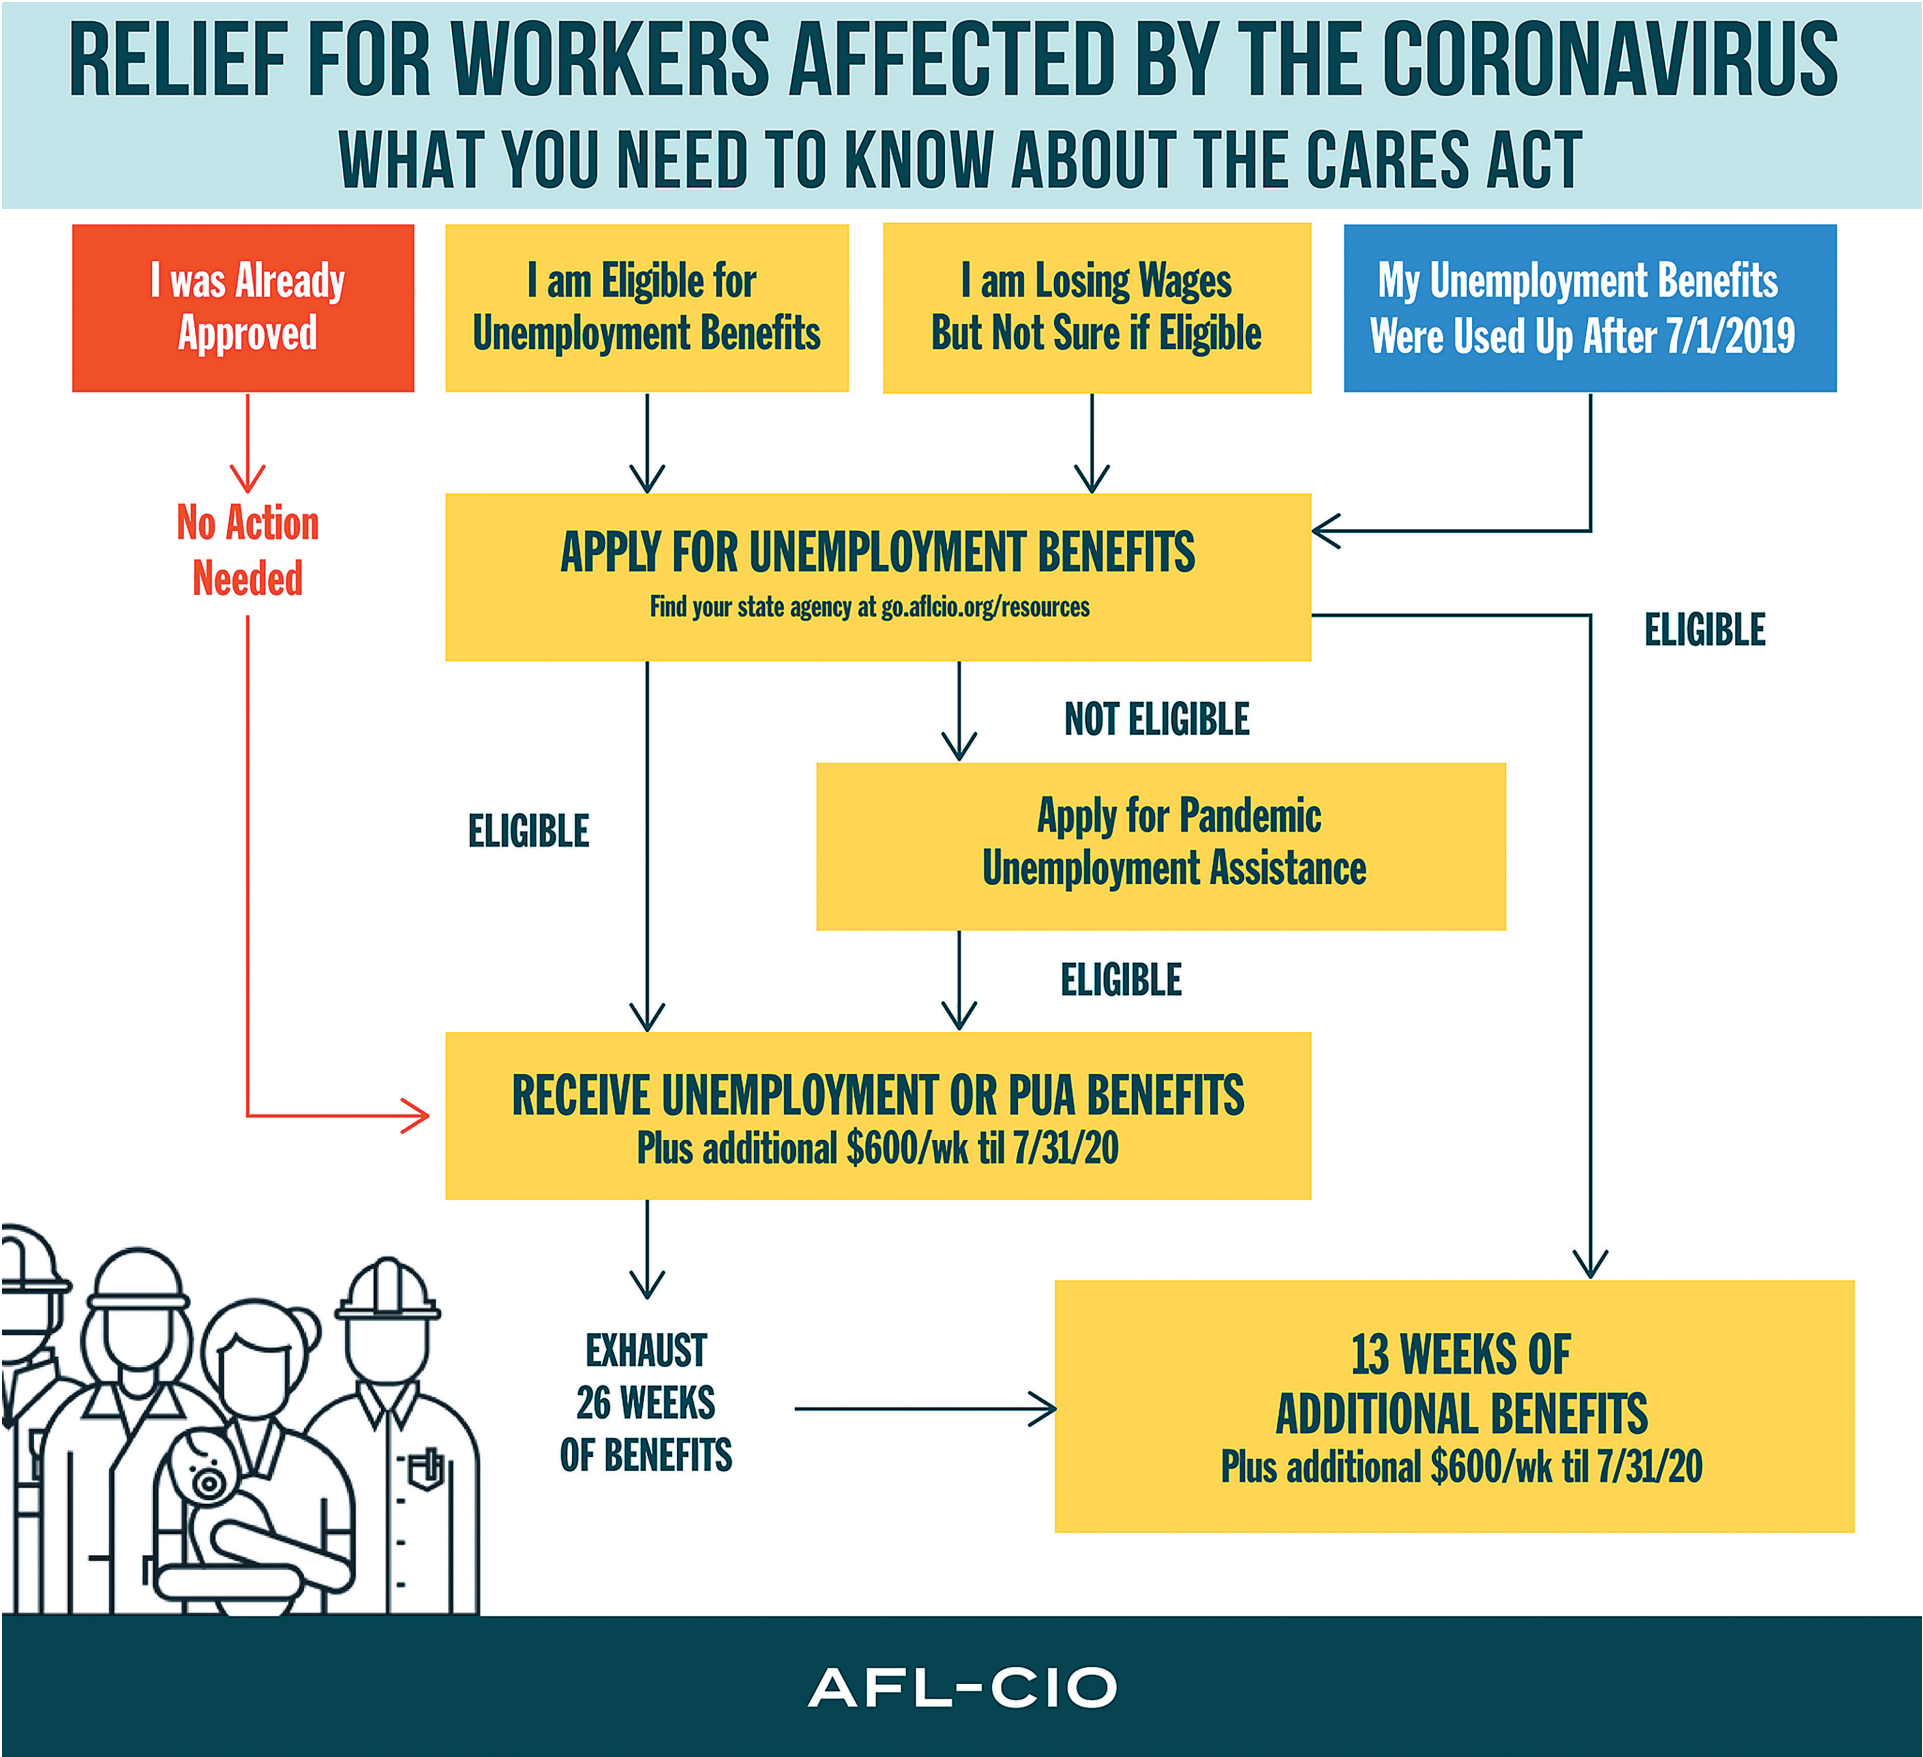 RELIEF FOR WORKERS AFFECTED BY THE CORONAVIRUS
WHAT YOU NEED TO KNOW ABOUT THE CARES ACT
I was Already
Approved
I am Eligible for
Unemployment Benefits
I am Losing Wages
But Not Sure if Eligible
My Unemployment Benefits
Were Used Up After 7/1/2019
No Action
Needed
APPLY FOR UNEMPLOYMENT BENEFITS
Find your state agency at go.aflcio.org/resources
ELIGIBLE
NOT ELIGIBLE
Apply for Pandemic
Unemployment Assistance
ELIGIBLE
ELIGIBLE
RECEIVE UNEMPLOYMENT OR PUA BENEFITS
Plus additional $600/wk til 7/31/20
EXHAUST
26 WEEKS
OF BENEFITS
13 WEEKS OF
ADDITIONAL BENEFITS
Plus additional $600/wk til 7/31/20
AFL-CIO